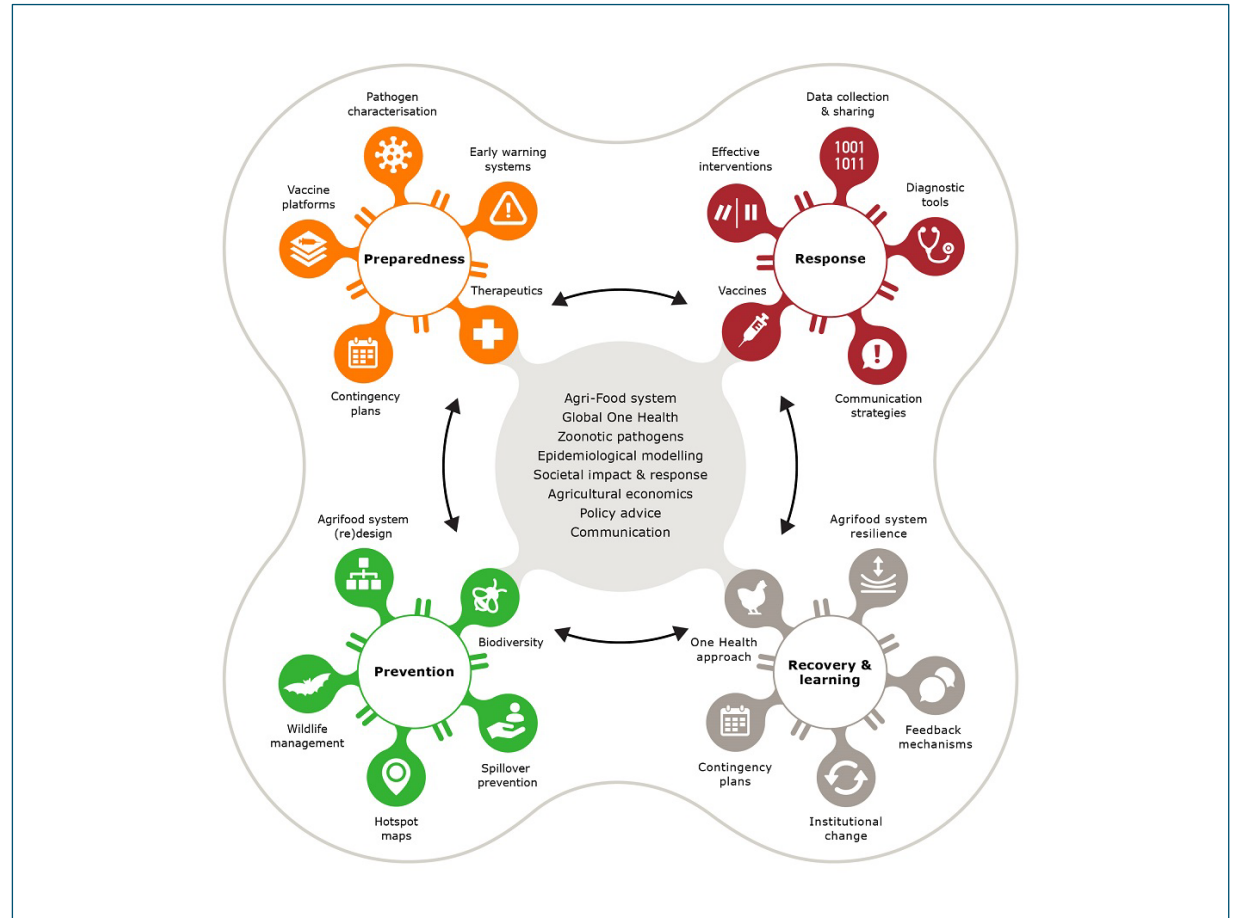 Pathogen
characterisation
Early warning
systems
Vaccine
platforms
Preparedness
Therapeutics
Contingency
plans
Data collection
& sharing
1001
1011
Effective
interventions
Diagnostic
tools
Response
Vaccines
Communication
strategies
Agri-Food system
Global One Health
Zoonotic pathogens
Epidemiological modelling
Societal impact & response
Agricultural economics
Policy advice
Communication
Agrifood system
(re)design
Biodiversity
Prevention
Wildlife
management
Spillover
prevention
Hotspot
maps
Agrifood system
resilience
One Health
approach
Recovery &
learning
Feedback
mechanisms
Contingency
plans
Institutional
change